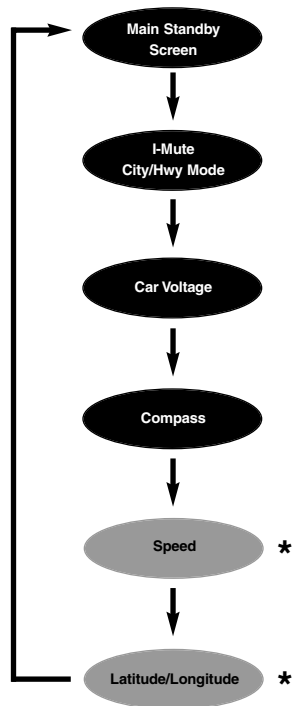 Main Standby
Screen
I-Mute
City/Hwy Mode
Car Voltage
Compass
Speed *
Latitude/Longitude *